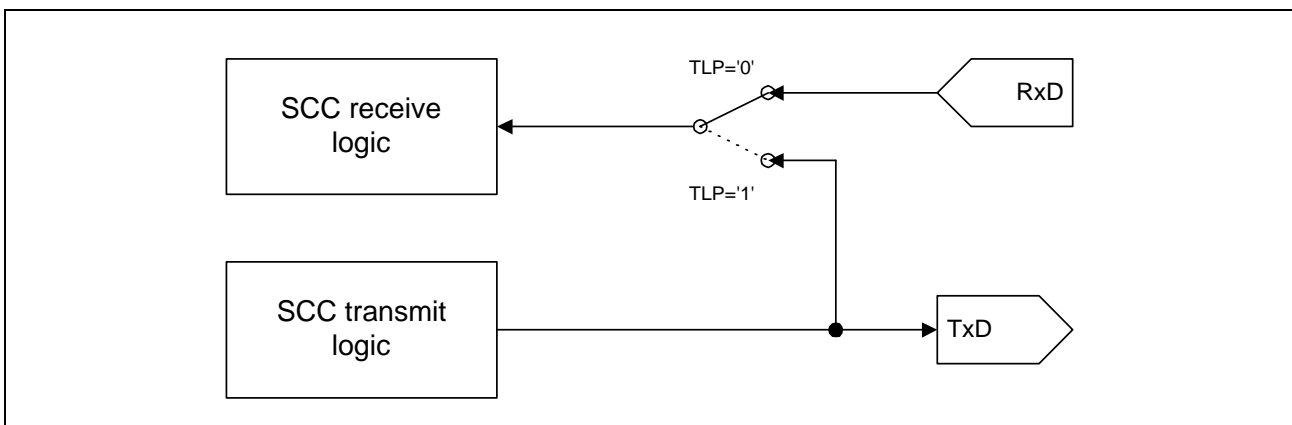 TLP='0'
SCC receive
logic
RxD
TLP='1'
SCC transmit
logic
TxD